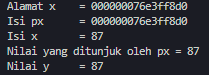 Alamat x    = 000000076e3ff8d0
Isi px      = 000000076e3ff8d0
Isi x       = 87
Nilai yang ditunjuk oleh px = 87
Nilai y     = 87